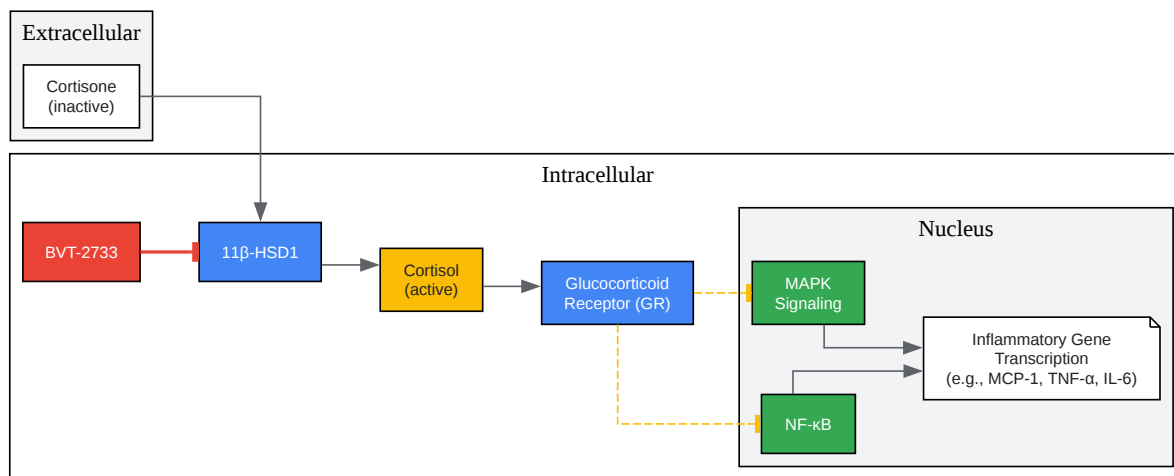 Extracellular
Cortisone
(inactive)
Intracellular
BVT-2733
11β-HSD1
Cortisol
(active)
Glucocorticoid
Receptor (GR)
Nucleus
MAPK
Signaling
NF-κB
Inflammatory Gene
Transcription
(e.g., MCP-1, TNF-α, IL-6)